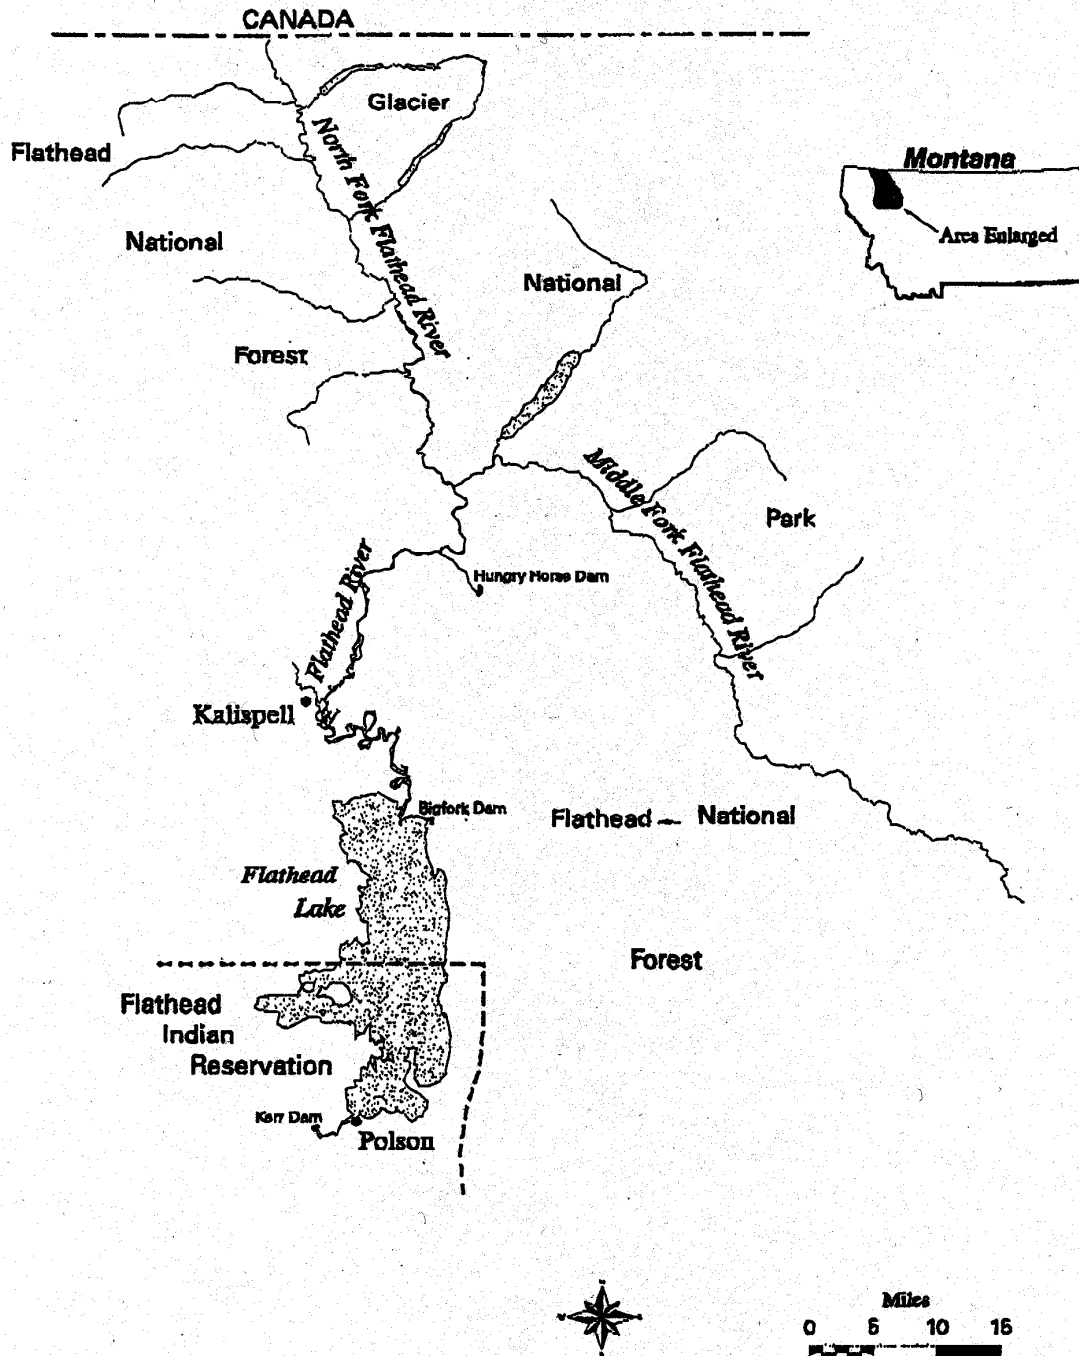 CANADA
Glacier
Flathead
North Fork Flathead River
Montana
Area Enlarged
National
National
Forest
Middle Fork Flathead River
Park
Flathead River
Hungry Horse Dam
Kalispell
Bigfork Dam
Flathead National
Flathead
Lake
Forest
Flathead
Indian
Reservation
Kerr Dam
Polson
Miles
0 5 10 15